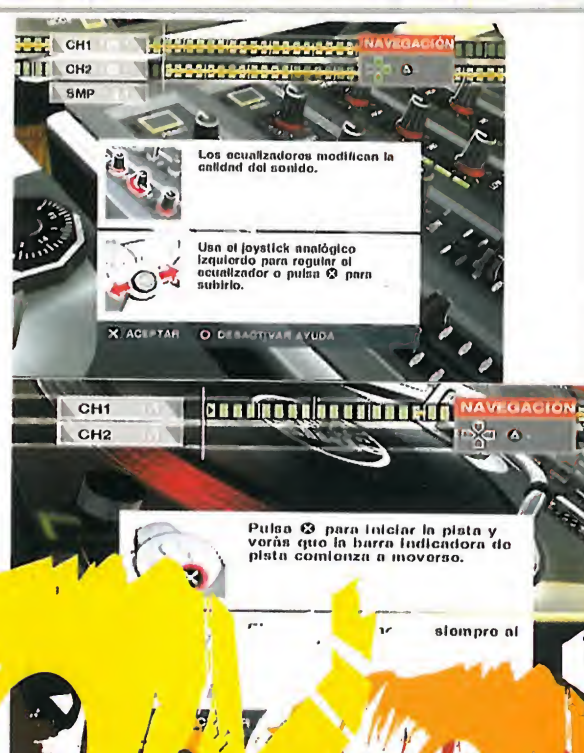 CH1
NAVEGACIÓN
CH2
SMP
Los ecualizadores modifican la
calidad del sonido.
Usa el joystick analógico
izquierdo para regular el
ecualizador o pulsa ⓧ para
subirlo.
X ACEPTAR O DESACTIVAR AYUDA
CH1
NAVEGACIÓN
CH2
Pulsa ⓧ para iniciar la pista y
verás que la barra indicadora de
pista comienza a moverse.
siempre al